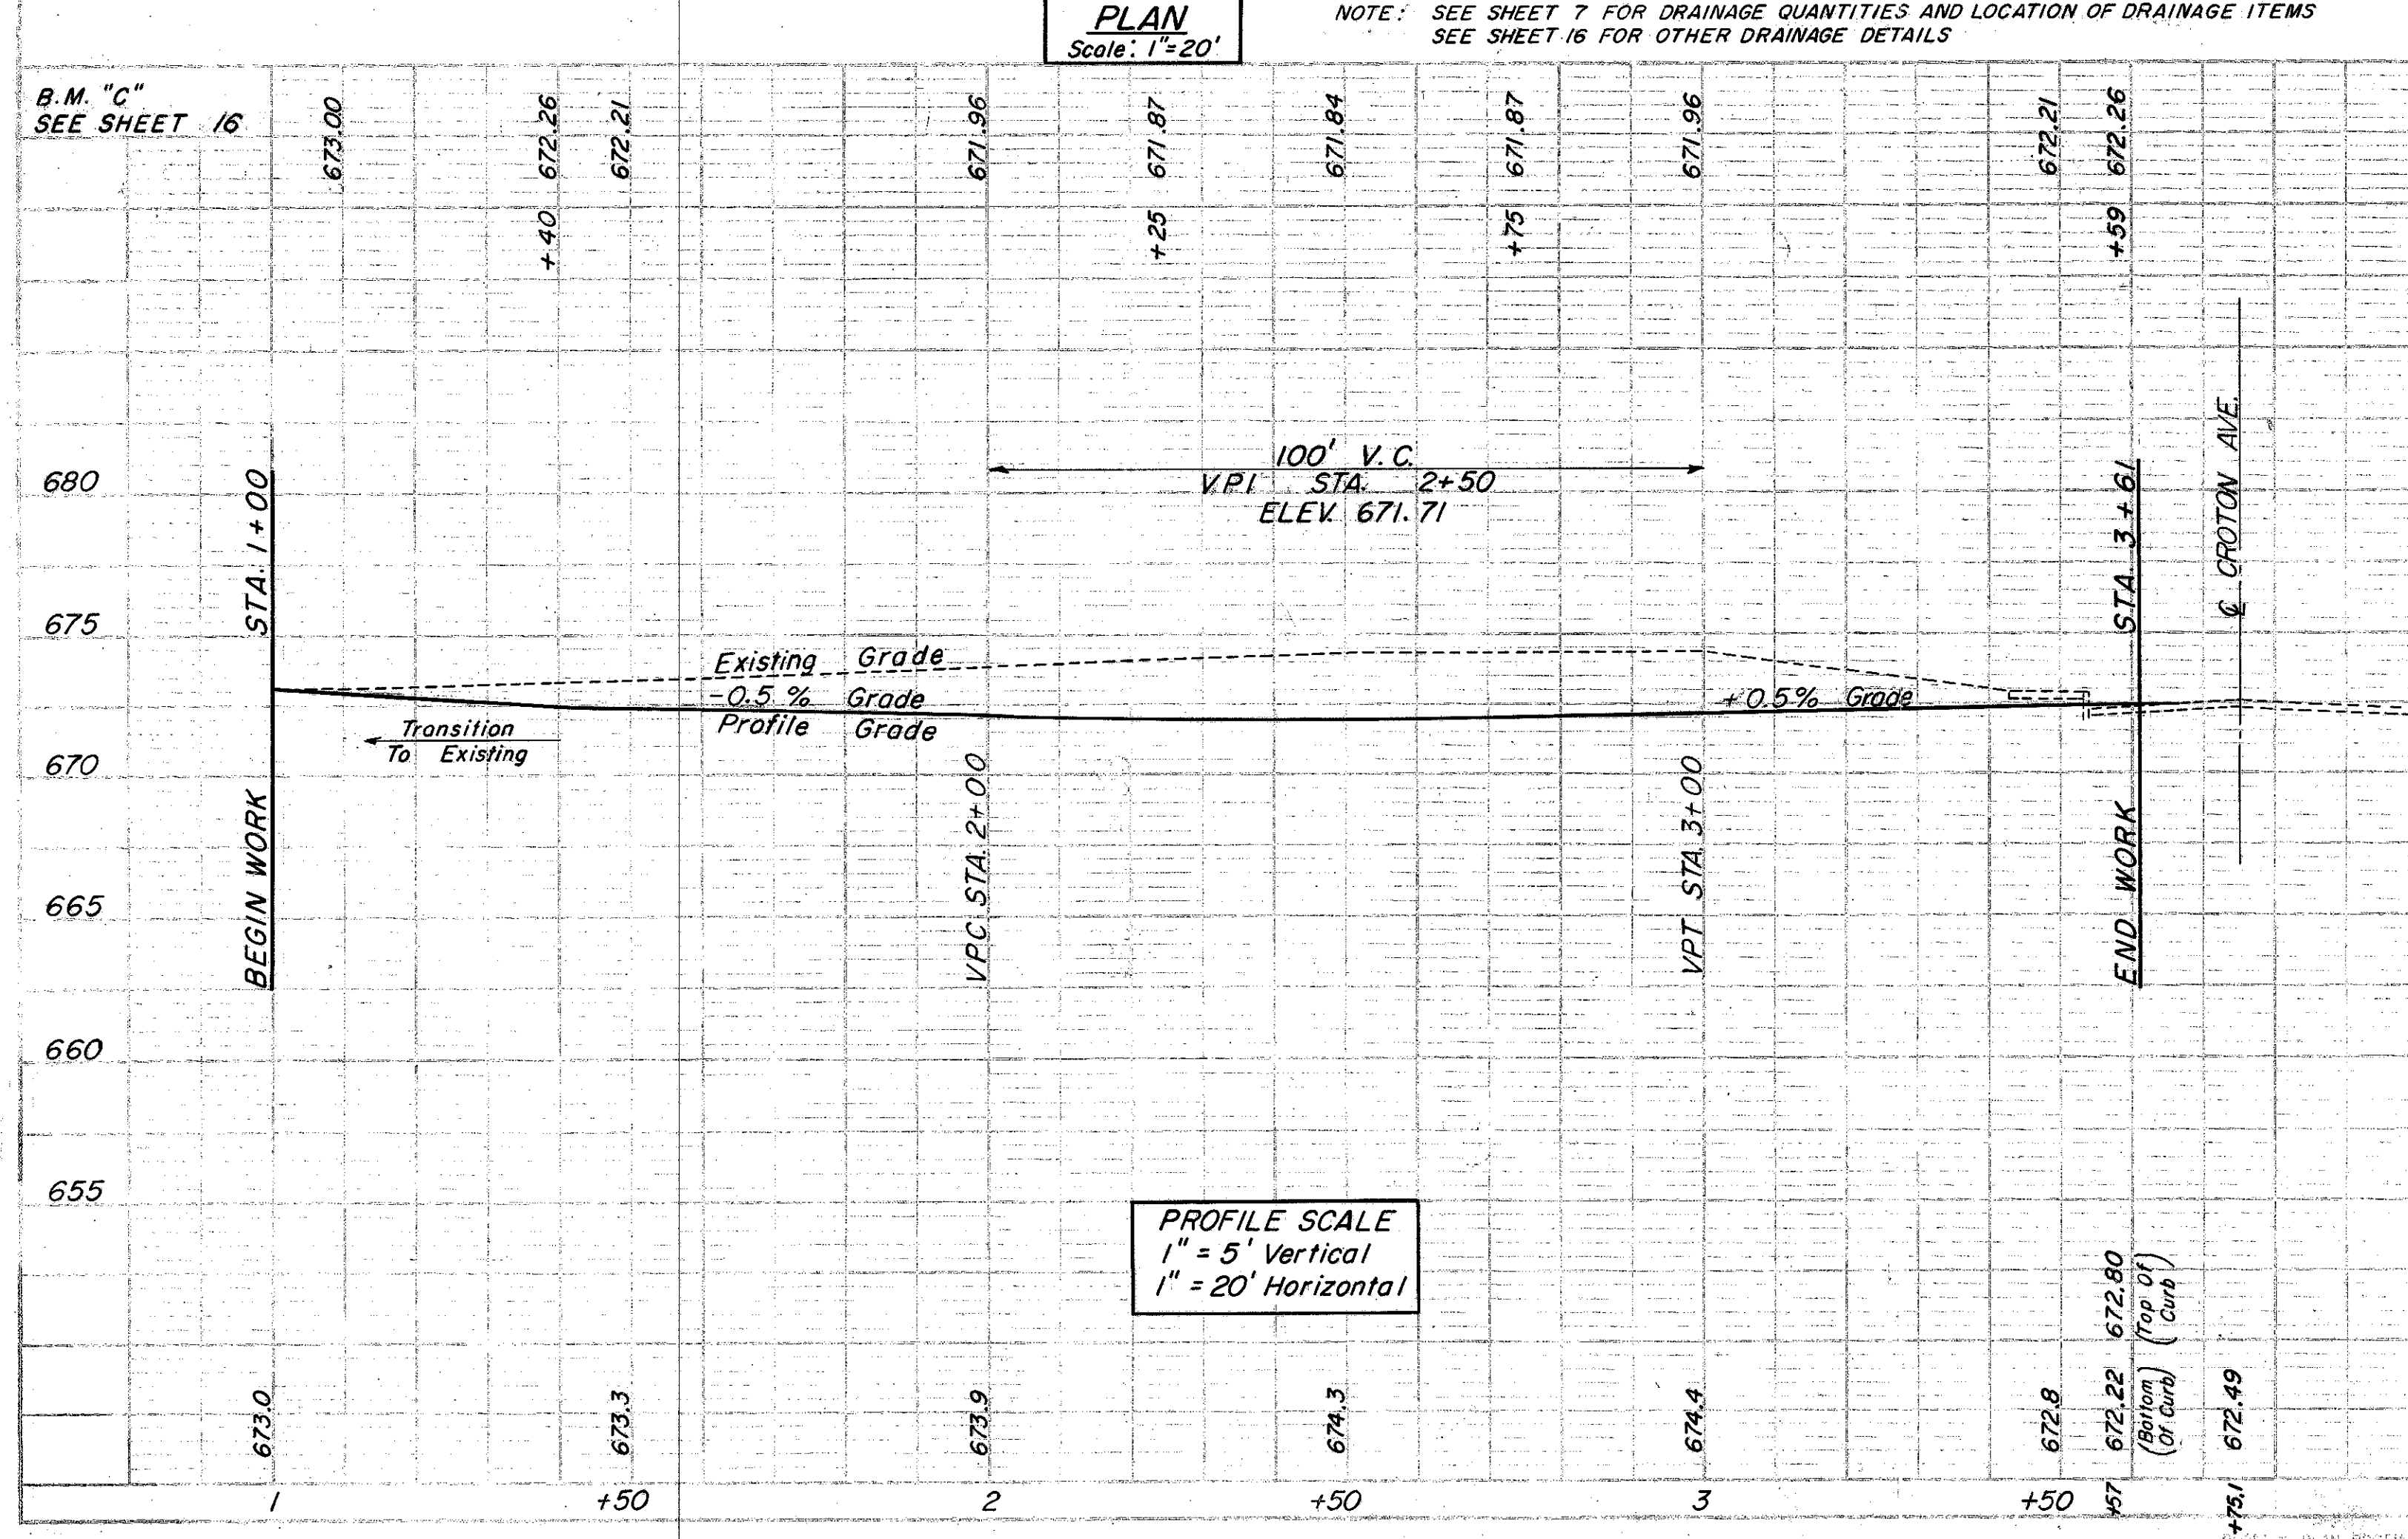 PLAN
Scale: 1"=20'
NOTE: SEE SHEET 7 FOR DRAINAGE QUANTITIES AND LOCATION OF DRAINAGE ITEMS
SEE SHEET 16 FOR OTHER DRAINAGE DETAILS
B.M. "C"
SEE SHEET 16
673.00
672.26
672.21
671.96
671.87
671.84
671.87
671.96
672.21
672.26
+40
+25
+75
+59
100' V.C.
VPI STA. 2+50
ELEV. 671.71
680
675
670
665
660
655
STA. 1+00
BEGIN WORK
Existing Grade
-0.5% Grade
Profile Grade
Transition
To Existing
+0.5% Grade
VPC STA. 2+00
VPT STA. 3+00
STA. 3+61
END WORK
℄ CROTON AVE.
PROFILE SCALE
1" = 5' Vertical
1" = 20' Horizontal
673.0
673.3
673.9
674.3
674.4
672.8
672.22
(Bottom
Of Curb)
672.80
(Top Of
Curb)
672.49
1
+50
2
+50
3
+50
+57
+75.1